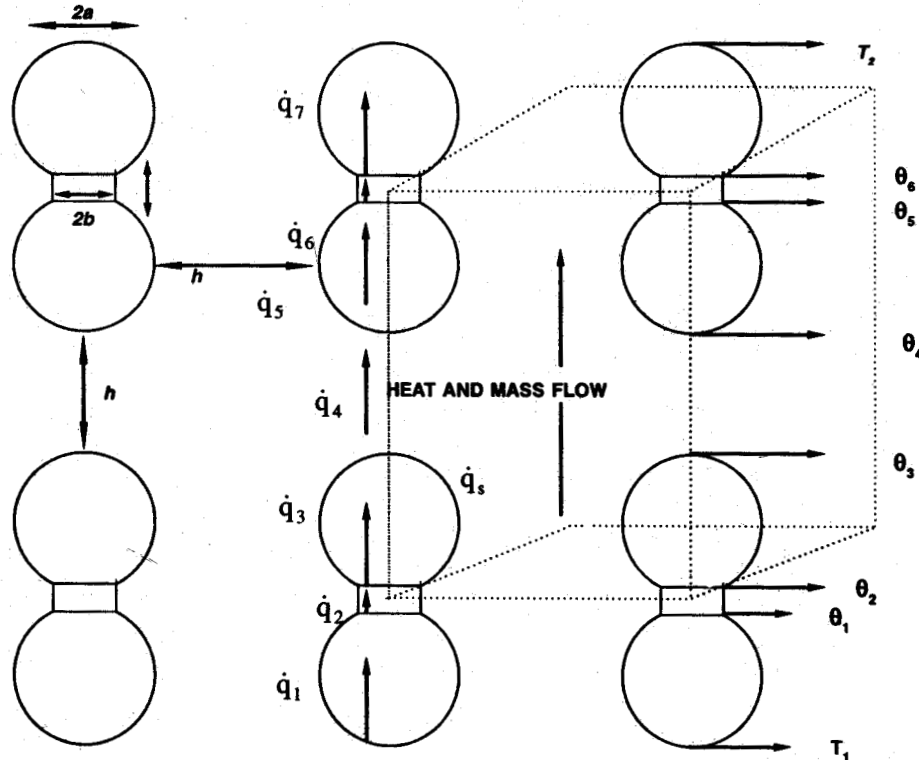 2a
T₂
q̇₇
θ₆
2b
θ₅
q̇₆
h
q̇₅
θ₄
h
HEAT AND MASS FLOW
q̇₄
θ₃
q̇ₛ
q̇₃
θ₂
q̇₂
θ₁
q̇₁
T₁